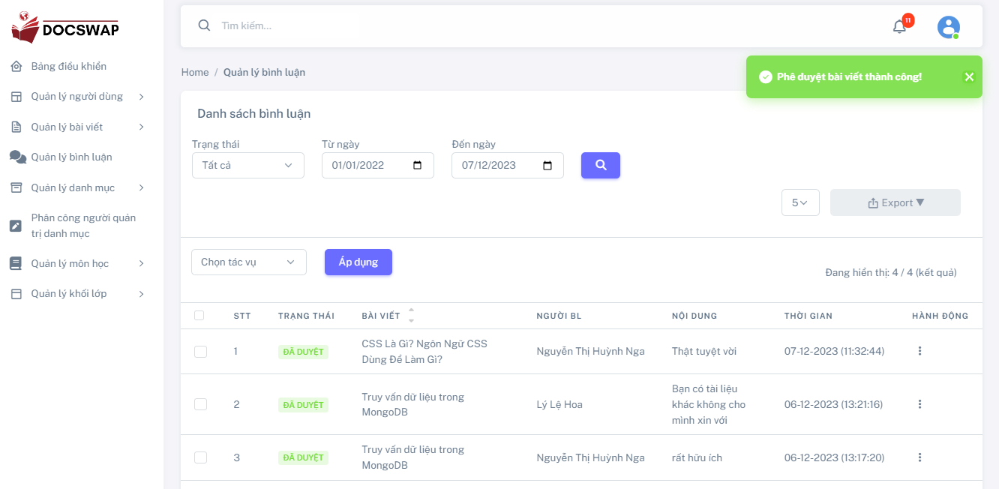 DOCSWAP
Tìm kiếm...
11
Bảng điều khiển
Quản lý người dùng
Quản lý bài viết
Quản lý bình luận
Quản lý danh mục
Phân công người quản
trị danh mục
Quản lý môn học
Quản lý khối lớp
Home / Quản lý bình luận
Phê duyệt bài viết thành công!
Danh sách bình luận
Trạng thái Từ ngày Đến ngày
Tất cả 01/01/2022 07/12/2023
5 Export ▼
Chọn tác vụ Áp dụng
Đang hiển thị: 4 / 4 (kết quả)
STT TRẠNG THÁI BÀI VIẾT NGƯỜI BL NỘI DUNG THỜI GIAN HÀNH ĐỘNG
1 ĐÃ DUYỆT CSS Là Gì? Ngôn Ngữ CSS Nguyễn Thị Huỳnh Nga Thật tuyệt vời 07-12-2023 (11:32:44)
Dùng Để Làm Gì?
2 ĐÃ DUYỆT Truy vấn dữ liệu trong Lý Lệ Hoa Bạn có tài liệu 06-12-2023 (13:21:16)
MongoDB khác không cho
mình xin với
3 ĐÃ DUYỆT Truy vấn dữ liệu trong Nguyễn Thị Huỳnh Nga rất hữu ích 06-12-2023 (13:17:20)
MongoDB